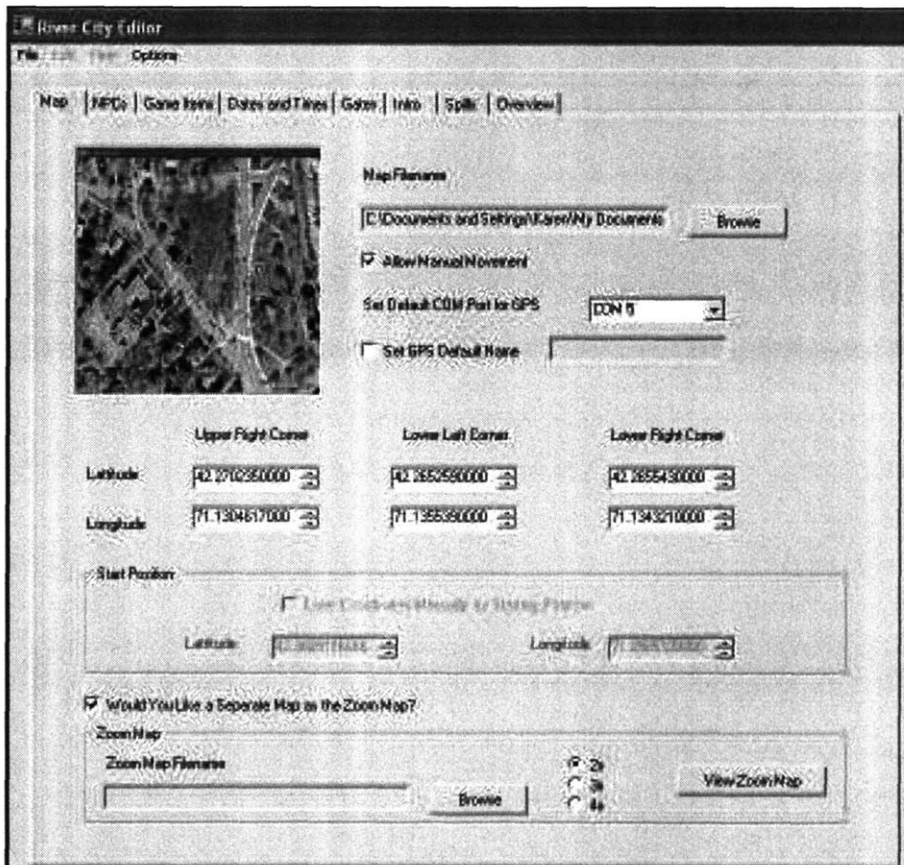 River City Editor
File Edit View Options
Map NPCs Game Items Dates and Times Gates Intro Spills Overview
Map Filename
C:\Documents and Settings\Karen\My Documents Browse
Allow Manual Movement
Set Default COM Port for GPS COM 5
Set GPS Default Name
Upper Right Corner Lower Left Corner Lower Right Corner
Latitude 42.2702350000 42.2652590000 42.2655430000
Longitude 71.1304617000 71.1355390000 71.1343210000
Start Position
Starting Position
Latitude Longitude
Would You Like a Seperate Map as the Zoom Map?
Zoom Map
Zoom Map Filename
2x
3x
4x
Browse
View Zoom Map